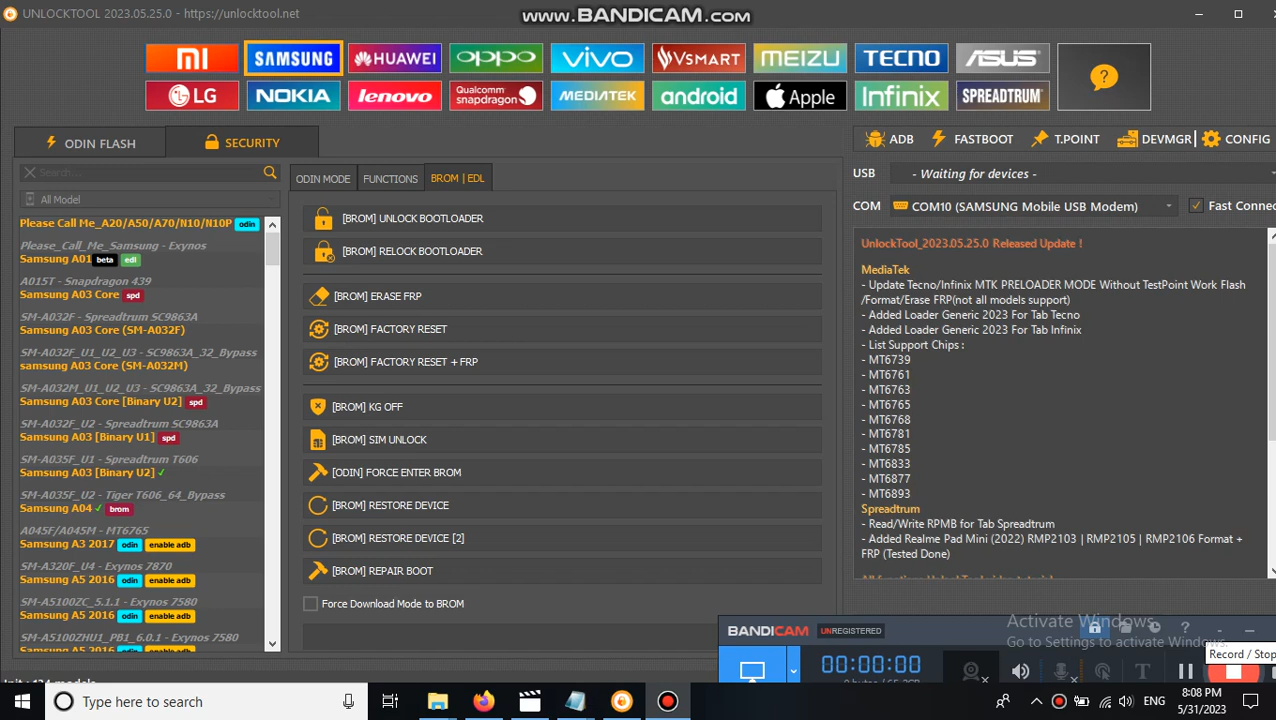 UNLOCKTOOL 2023.05.25.0 - https://unlocktool.net
www.BANDICAM.com
MI SAMSUNG HUAWEI OPPO VIVO VSMART MEIZU TECNO ASUS
LG NOKIA lenovo Qualcomm snapdragon MEDIATEK android Apple Infinix SPREADTRUM
ODIN FLASH SECURITY
ADB FASTBOOT T.POINT DEVMGR CONFIG
Search...
All Model
ODIN MODE FUNCTIONS BROM | EDL
USB - Waiting for devices -
COM COM10 (SAMSUNG Mobile USB Modem) Fast Connec
Please Call Me_A20/A50/A70/N10/N10P odin
Please_Call_Me_Samsung - Exynos
Samsung A01 beta edl
A015T - Snapdragon 439
Samsung A03 Core spd
SM-A032F - Spreadtrum SC9863A
Samsung A03 Core (SM-A032F)
SM-A032F_U1_U2_U3 - SC9863A_32_Bypass
samsung A03 Core (SM-A032M)
SM-A032M_U1_U2_U3 - SC9863A_32_Bypass
Samsung A03 Core [Binary U2] spd
SM-A032F_U2 - Spreadtrum SC9863A
Samsung A03 [Binary U1] spd
SM-A035F_U1 - Spreadtrum T606
Samsung A03 [Binary U2] ✓
SM-A035F_U2 - Tiger T606_64_Bypass
Samsung A04 ✓ brom
A045F/A045M - MT6765
Samsung A3 2017 odin enable adb
SM-A320F_U4 - Exynos 7870
Samsung A5 2016 odin enable adb
SM-A5100ZC_5.1.1 - Exynos 7580
Samsung A5 2016 odin enable adb
SM-A5100ZHU1_PB1_6.0.1 - Exynos 7580
Samsung A5 2016 odin enable adb
[BROM] UNLOCK BOOTLOADER
[BROM] RELOCK BOOTLOADER
[BROM] ERASE FRP
[BROM] FACTORY RESET
[BROM] FACTORY RESET + FRP
[BROM] KG OFF
[BROM] SIM UNLOCK
[ODIN] FORCE ENTER BROM
[BROM] RESTORE DEVICE
[BROM] RESTORE DEVICE [2]
[BROM] REPAIR BOOT
Force Download Mode to BROM
UnlockTool_2023.05.25.0 Released Update !
MediaTek
- Update Tecno/Infinix MTK PRELOADER MODE Without TestPoint Work Flash
/Format/Erase FRP(not all models support)
- Added Loader Generic 2023 For Tab Tecno
- Added Loader Generic 2023 For Tab Infinix
- List Support Chips :
- MT6739
- MT6761
- MT6763
- MT6765
- MT6768
- MT6781
- MT6785
- MT6833
- MT6877
- MT6893
Spreadtrum
- Read/Write RPMB for Tab Spreadtrum
- Added Realme Pad Mini (2022) RMP2103 | RMP2105 | RMP2106 Format +
FRP (Tested Done)
BANDICAM UNREGISTERED
Activate Windows
Go to Settings to activate Windows.
Record / Stop
00:00:00
Type here to search
ENG
6:08 PM
5/31/2023